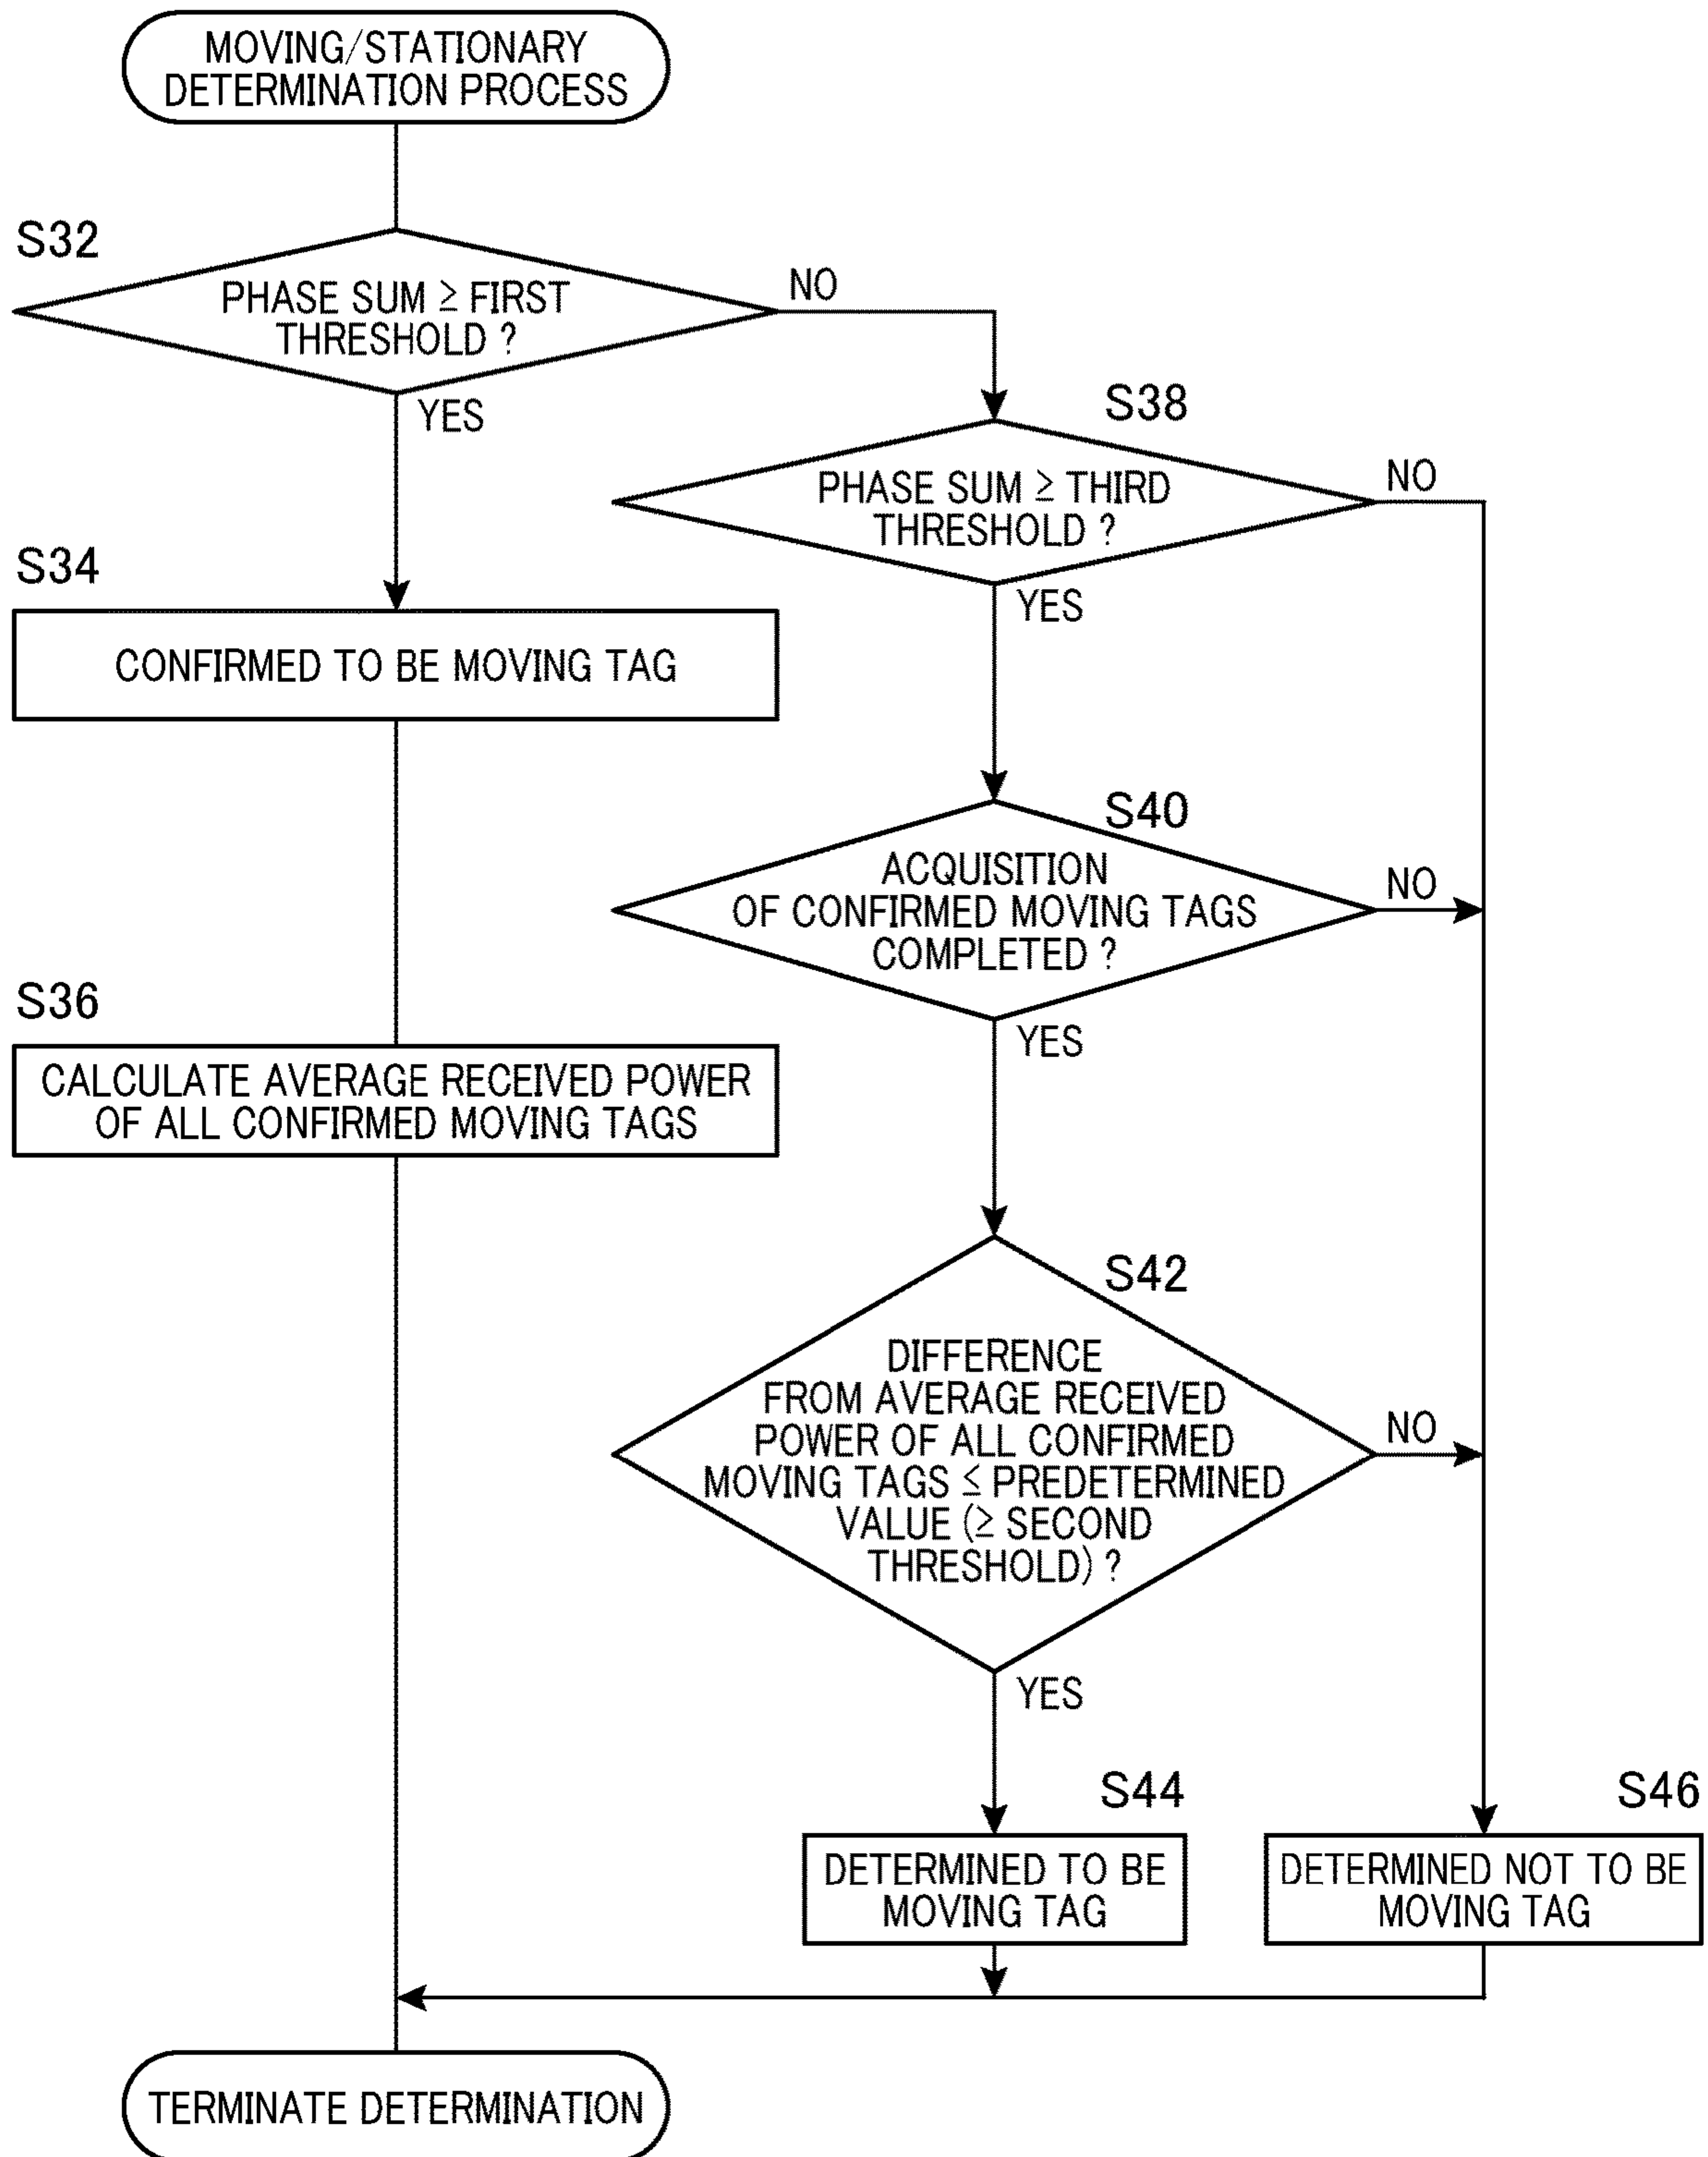 MOVING/STATIONARY
DETERMINATION PROCESS
S32
PHASE SUM ≥ FIRST
THRESHOLD ?
NO
YES
S38
PHASE SUM ≥ THIRD
THRESHOLD ?
NO
YES
S34
CONFIRMED TO BE MOVING TAG
S40
ACQUISITION
OF CONFIRMED MOVING TAGS
COMPLETED ?
NO
YES
S36
CALCULATE AVERAGE RECEIVED POWER
OF ALL CONFIRMED MOVING TAGS
S42
DIFFERENCE
FROM AVERAGE RECEIVED
POWER OF ALL CONFIRMED
MOVING TAGS ≤ PREDETERMINED
VALUE (≥ SECOND
THRESHOLD) ?
NO
YES
S44
DETERMINED TO BE
MOVING TAG
S46
DETERMINED NOT TO BE
MOVING TAG
TERMINATE DETERMINATION